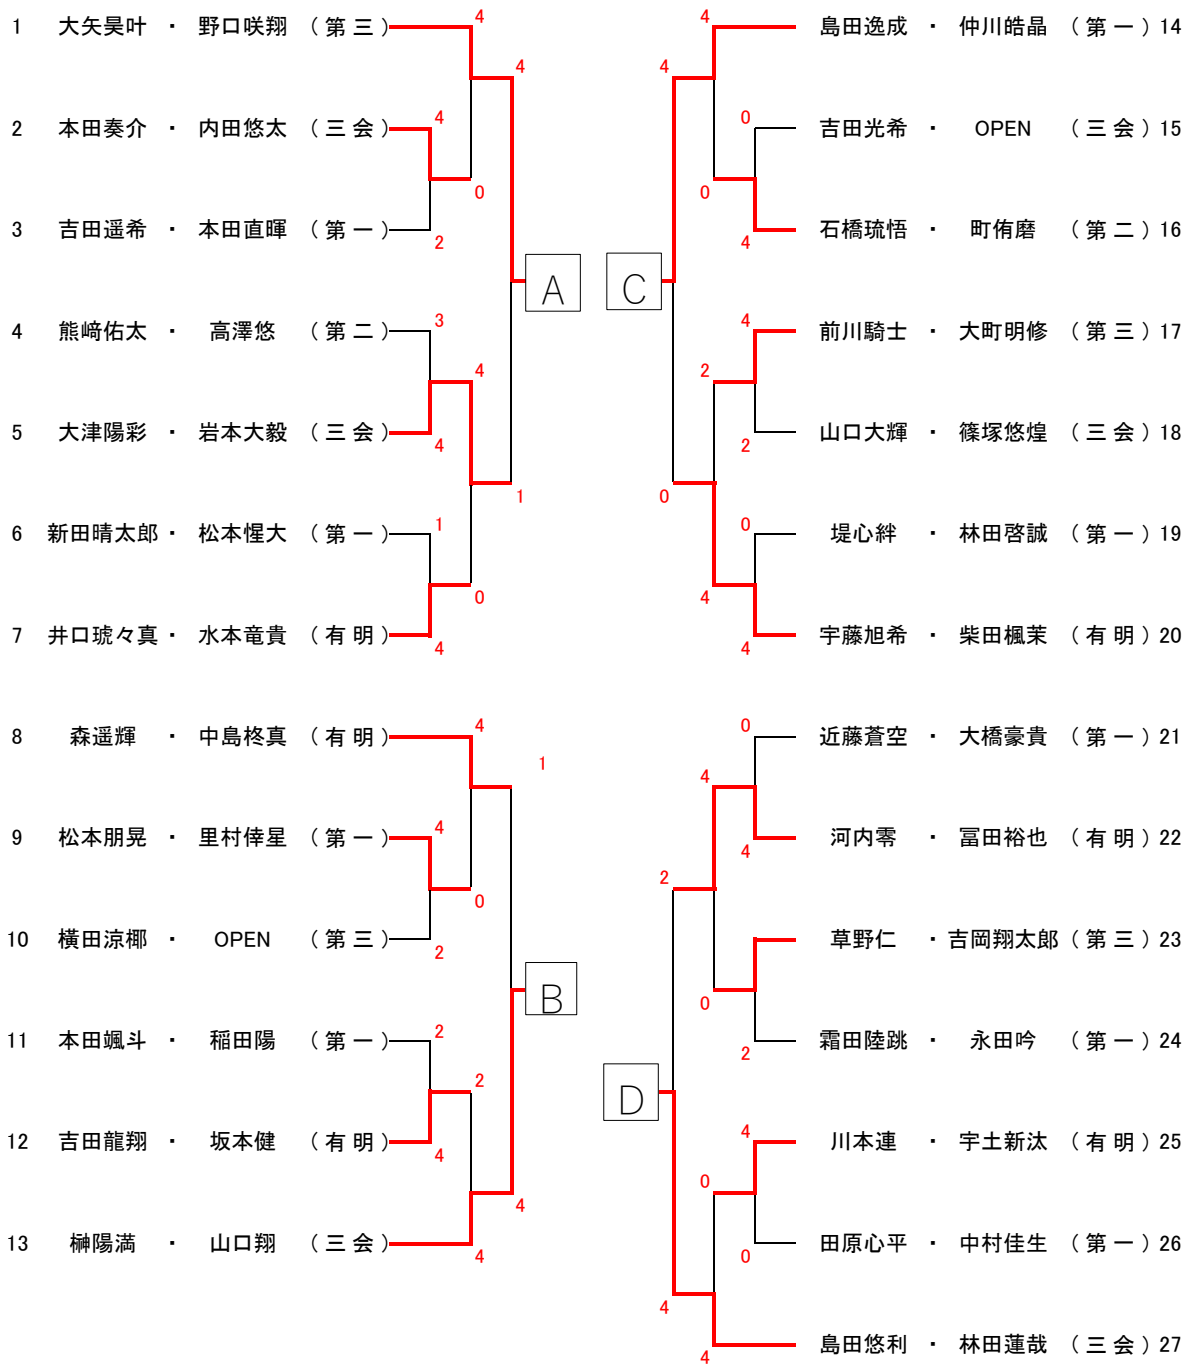 1 大矢昊叶 ・ 野口咲翔 （第三） 4
4
2 本田奏介 ・ 内田悠太 （三会） 4
0
3 吉田遥希 ・ 本田直暉 （第一） 2
A
4 熊﨑佑太 ・ 高澤悠 （第二） 3
4
5 大津陽彩 ・ 岩本大毅 （三会） 4
1
6 新田晴太郎 ・ 松本惺大 （第一） 1
0
7 井口琥々真 ・ 水本竜貴 （有明） 4
8 森遥輝 ・ 中島柊真 （有明） 4
1
9 松本朋晃 ・ 里村倖星 （第一） 4
0
10 横田涼椰 ・ OPEN （第三） 2
B
11 本田颯斗 ・ 稲田陽 （第一） 2
2
12 吉田龍翔 ・ 坂本健 （有明） 4
4
13 榊陽満 ・ 山口翔 （三会） 4
4 島田逸成 ・ 仲川皓晶 （第一） 14
4
0 吉田光希 ・ OPEN （三会） 15
0
4 石橋琉悟 ・ 町侑磨 （第二） 16
C
4 前川騎士 ・ 大町明修 （第三） 17
2
2 山口大輝 ・ 篠塚悠煌 （三会） 18
0
0 堤心絆 ・ 林田啓誠 （第一） 19
4
4 宇藤旭希 ・ 柴田楓茉 （有明） 20
0 近藤蒼空 ・ 大橋豪貴 （第一） 21
4
4 河内零 ・ 冨田裕也 （有明） 22
2
草野仁 ・ 吉岡翔太郎 （第三） 23
0
2 霜田陸跳 ・ 永田吟 （第一） 24
D
4 川本連 ・ 宇土新汰 （有明） 25
0
0 田原心平 ・ 中村佳生 （第一） 26
4
4 島田悠利 ・ 林田蓮哉 （三会） 27